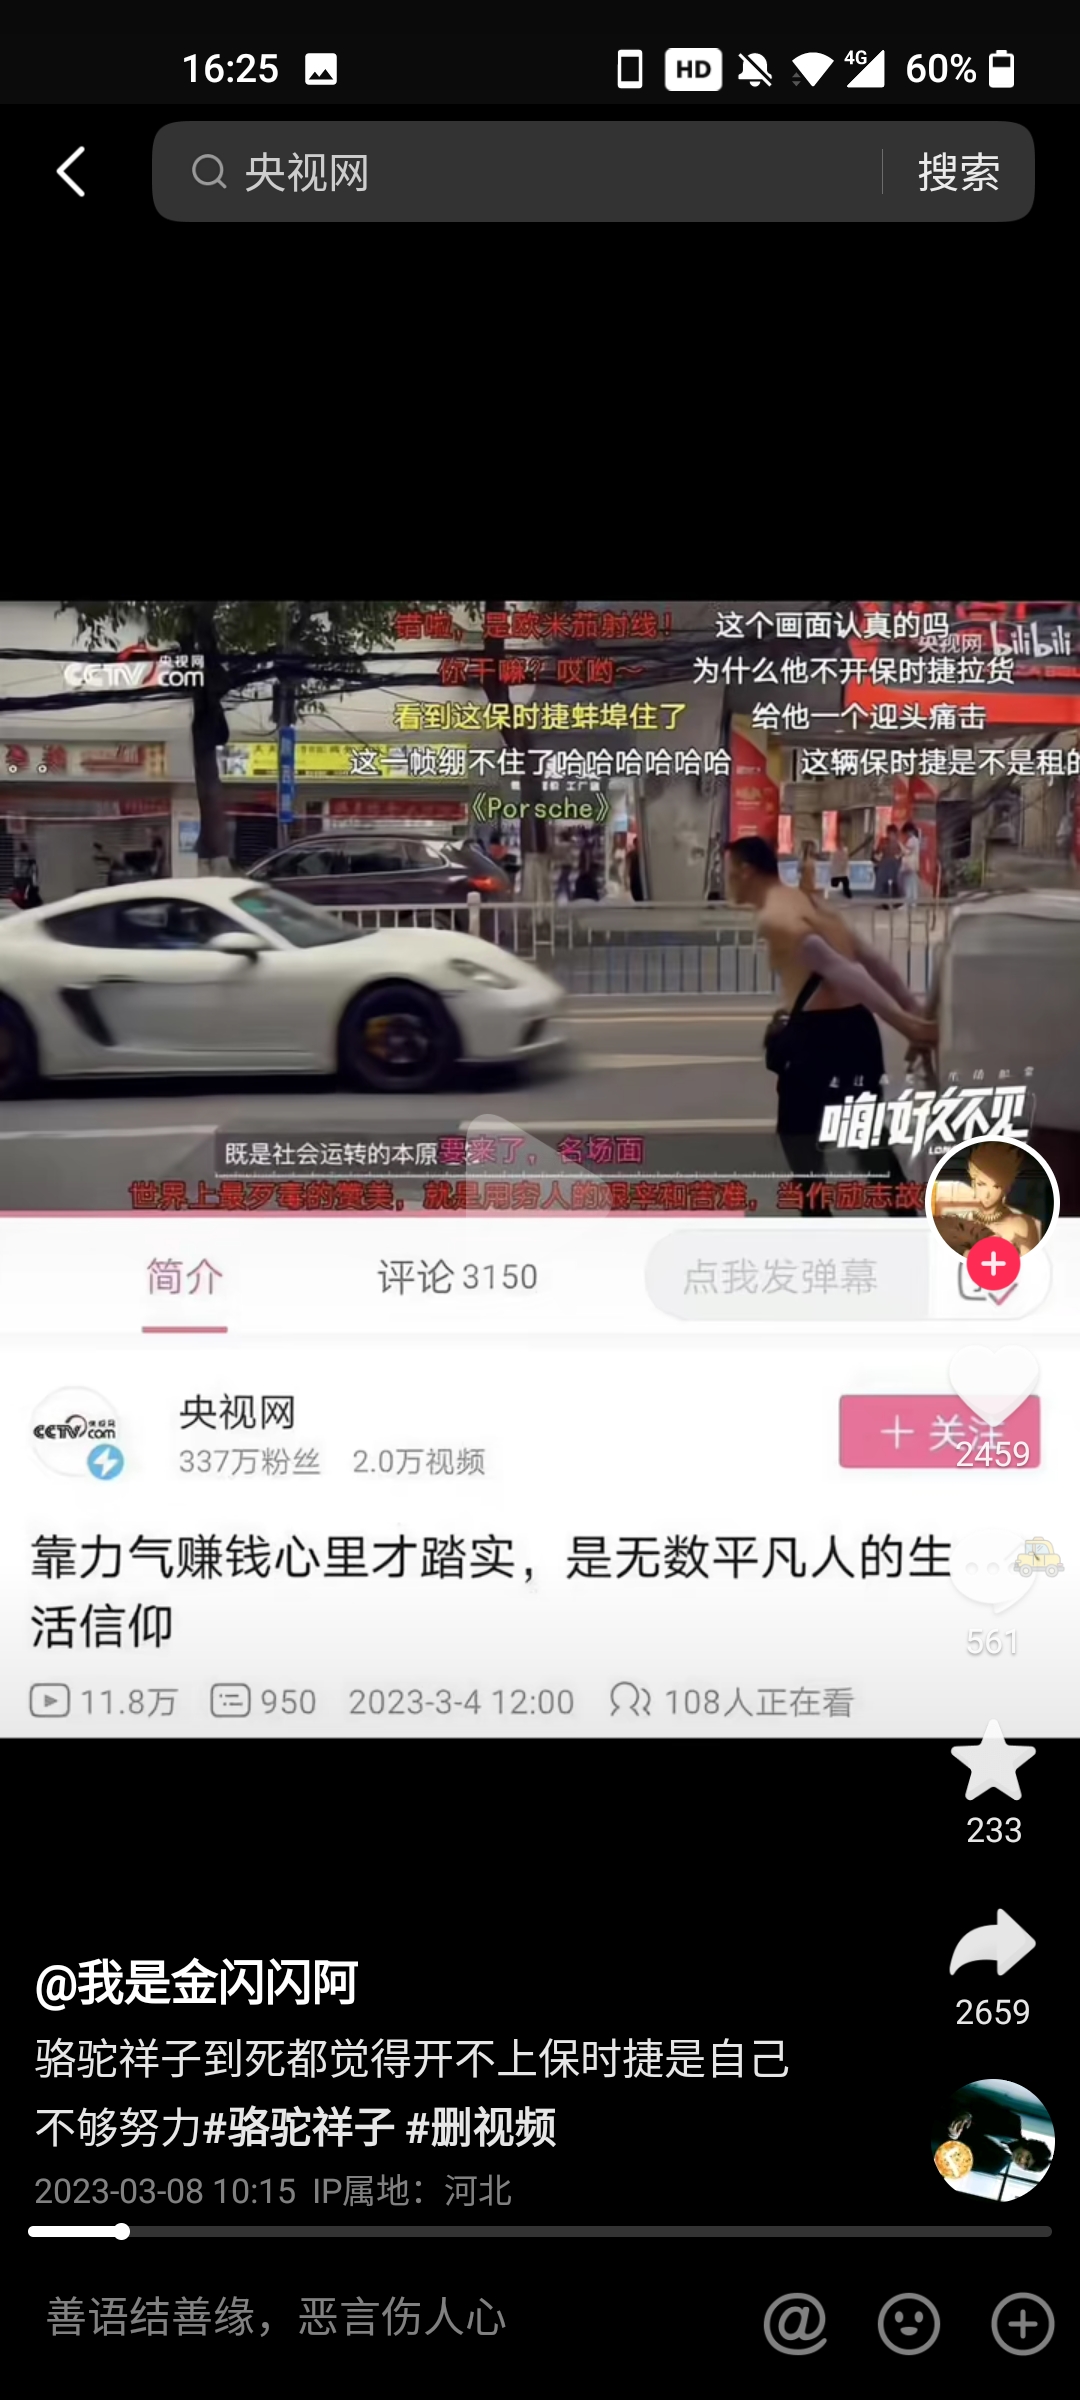 16:25
HD
4G
60%
央视网
搜索
错啦，是欧米茄射线！
这个画面认真的吗
央视网 bilibili
CCTV 央视网
com
你干嘛？哎哟～
为什么他不开保时捷拉货
看到这保时捷蚌埠住了
给他一个迎头痛击
这一帧绷不住了哈哈哈哈哈哈
这辆保时捷是不是租的
《Porsche》
嗨!好久不见
既是社会运转的本原
要来了，名场面
世界上最歹毒的赞美，就是用穷人的艰辛和苦难，当作励志故
简介
评论 3150
点我发弹幕
CCTV 央视网
com
央视网
337万粉丝 2.0万视频
＋关注
2459
靠力气赚钱心里才踏实，是无数平凡人的生
活信仰
561
11.8万 950 2023-3-4 12:00 108人正在看
233
2659
@我是金闪闪阿
骆驼祥子到死都觉得开不上保时捷是自己
不够努力#骆驼祥子 #删视频
2023-03-08 10:15 IP属地：河北
善语结善缘，恶言伤人心